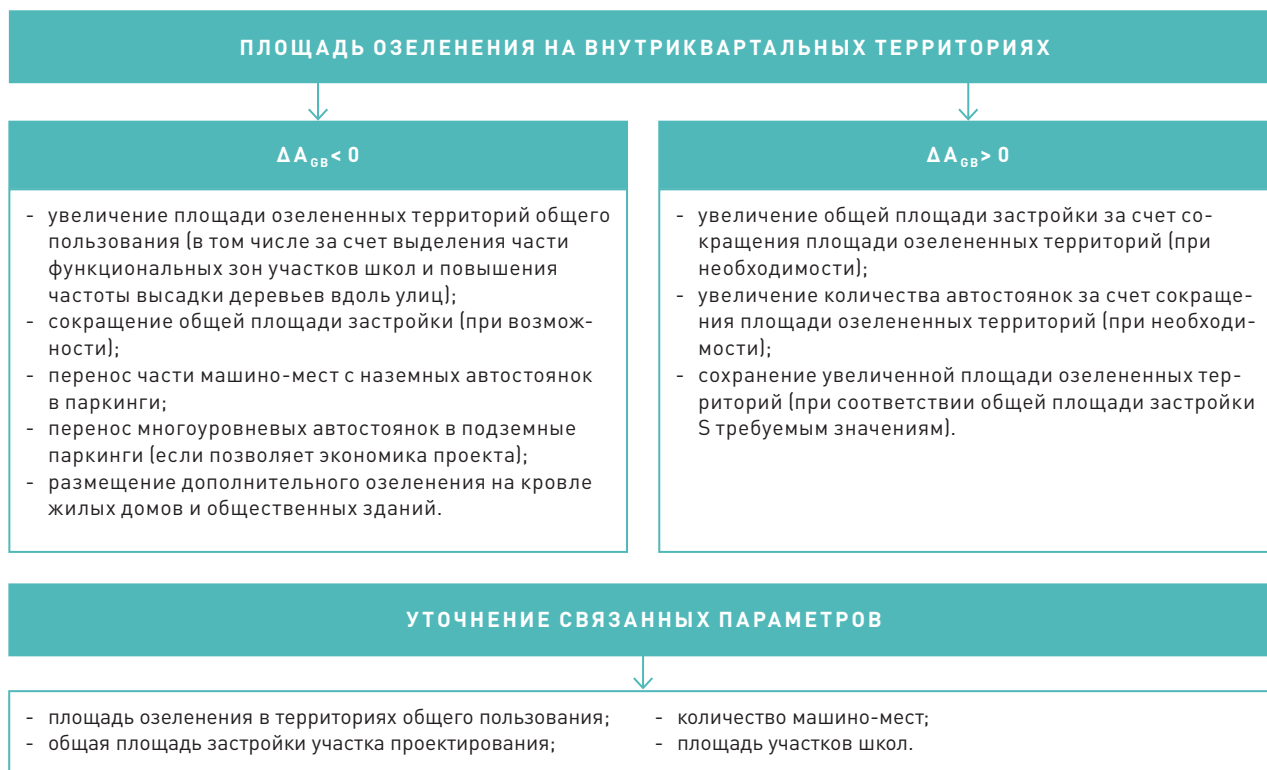 ПЛОЩАДЬ ОЗЕЛЕНЕНИЯ НА ВНУТРИКВАРТАЛЬНЫХ ТЕРРИТОРИЯХ
ΔA_GB < 0
- увеличение площади озелененных территорий общего
пользования (в том числе за счет выделения части
функциональных зон участков школ и повышения
частоты высадки деревьев вдоль улиц);
- сокращение общей площади застройки (при возмож-
ности);
- перенос части машино-мест с наземных автостоянок
в паркинги;
- перенос многоуровневых автостоянок в подземные
паркинги (если позволяет экономика проекта);
- размещение дополнительного озеленения на кровле
жилых домов и общественных зданий.
ΔA_GB > 0
- увеличение общей площади застройки за счет со-
кращения площади озелененных территорий (при
необходимости);
- увеличение количества автостоянок за счет сокраще-
ния площади озелененных территорий (при необходи-
мости);
- сохранение увеличенной площади озелененных тер-
риторий (при соответствии общей площади застройки
S требуемым значениям).
УТОЧНЕНИЕ СВЯЗАННЫХ ПАРАМЕТРОВ
- площадь озеленения в территориях общего пользования;
- общая площадь застройки участка проектирования;
- количество машино-мест;
- площадь участков школ.